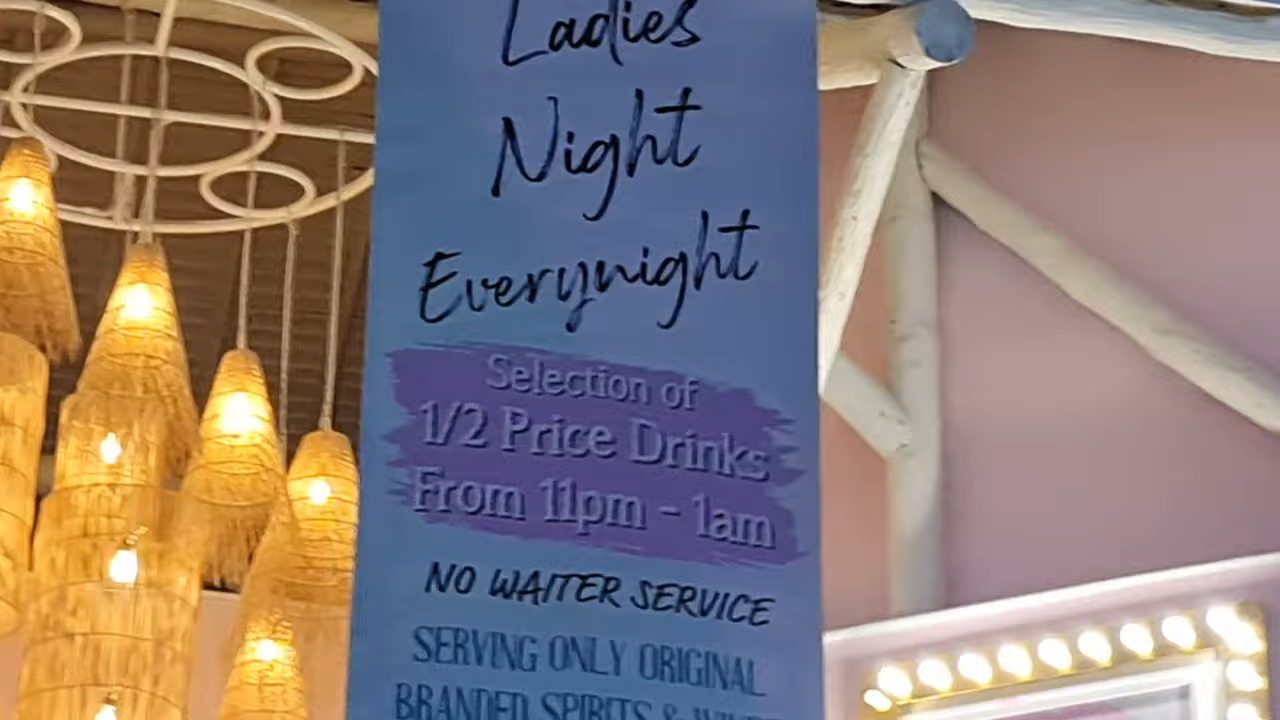 Ladies
Night
Everynight
Selection of
1/2 Price Drinks
From 11pm - 1am
NO WAITER SERVICE
SERVING ONLY ORIGINAL
BRANDED SPIRITS &